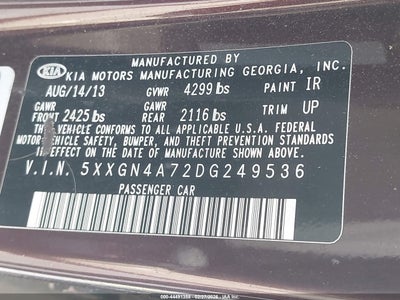 MANUFACTURED BY
KIA KIA MOTORS MANUFACTURING GEORGIA, INC.
AUG/14/13 GVWR 4299 lbs PAINT IR
GAWR FRONT 2425 lbs GAWR REAR 2116 lbs TRIM UP
THE VEHICLE CONFORMS TO ALL APPLICABLE U.S.A. FEDERAL
MOTOR VEHICLE SAFETY, BUMPER, AND THEFT PREVENTION STANDARDS
IN EFFECT ON THE DATE OF MANUFACTURE SHOWN ABOVE.
V.I.N. 5XXGN4A72DG249536
PASSENGER CAR